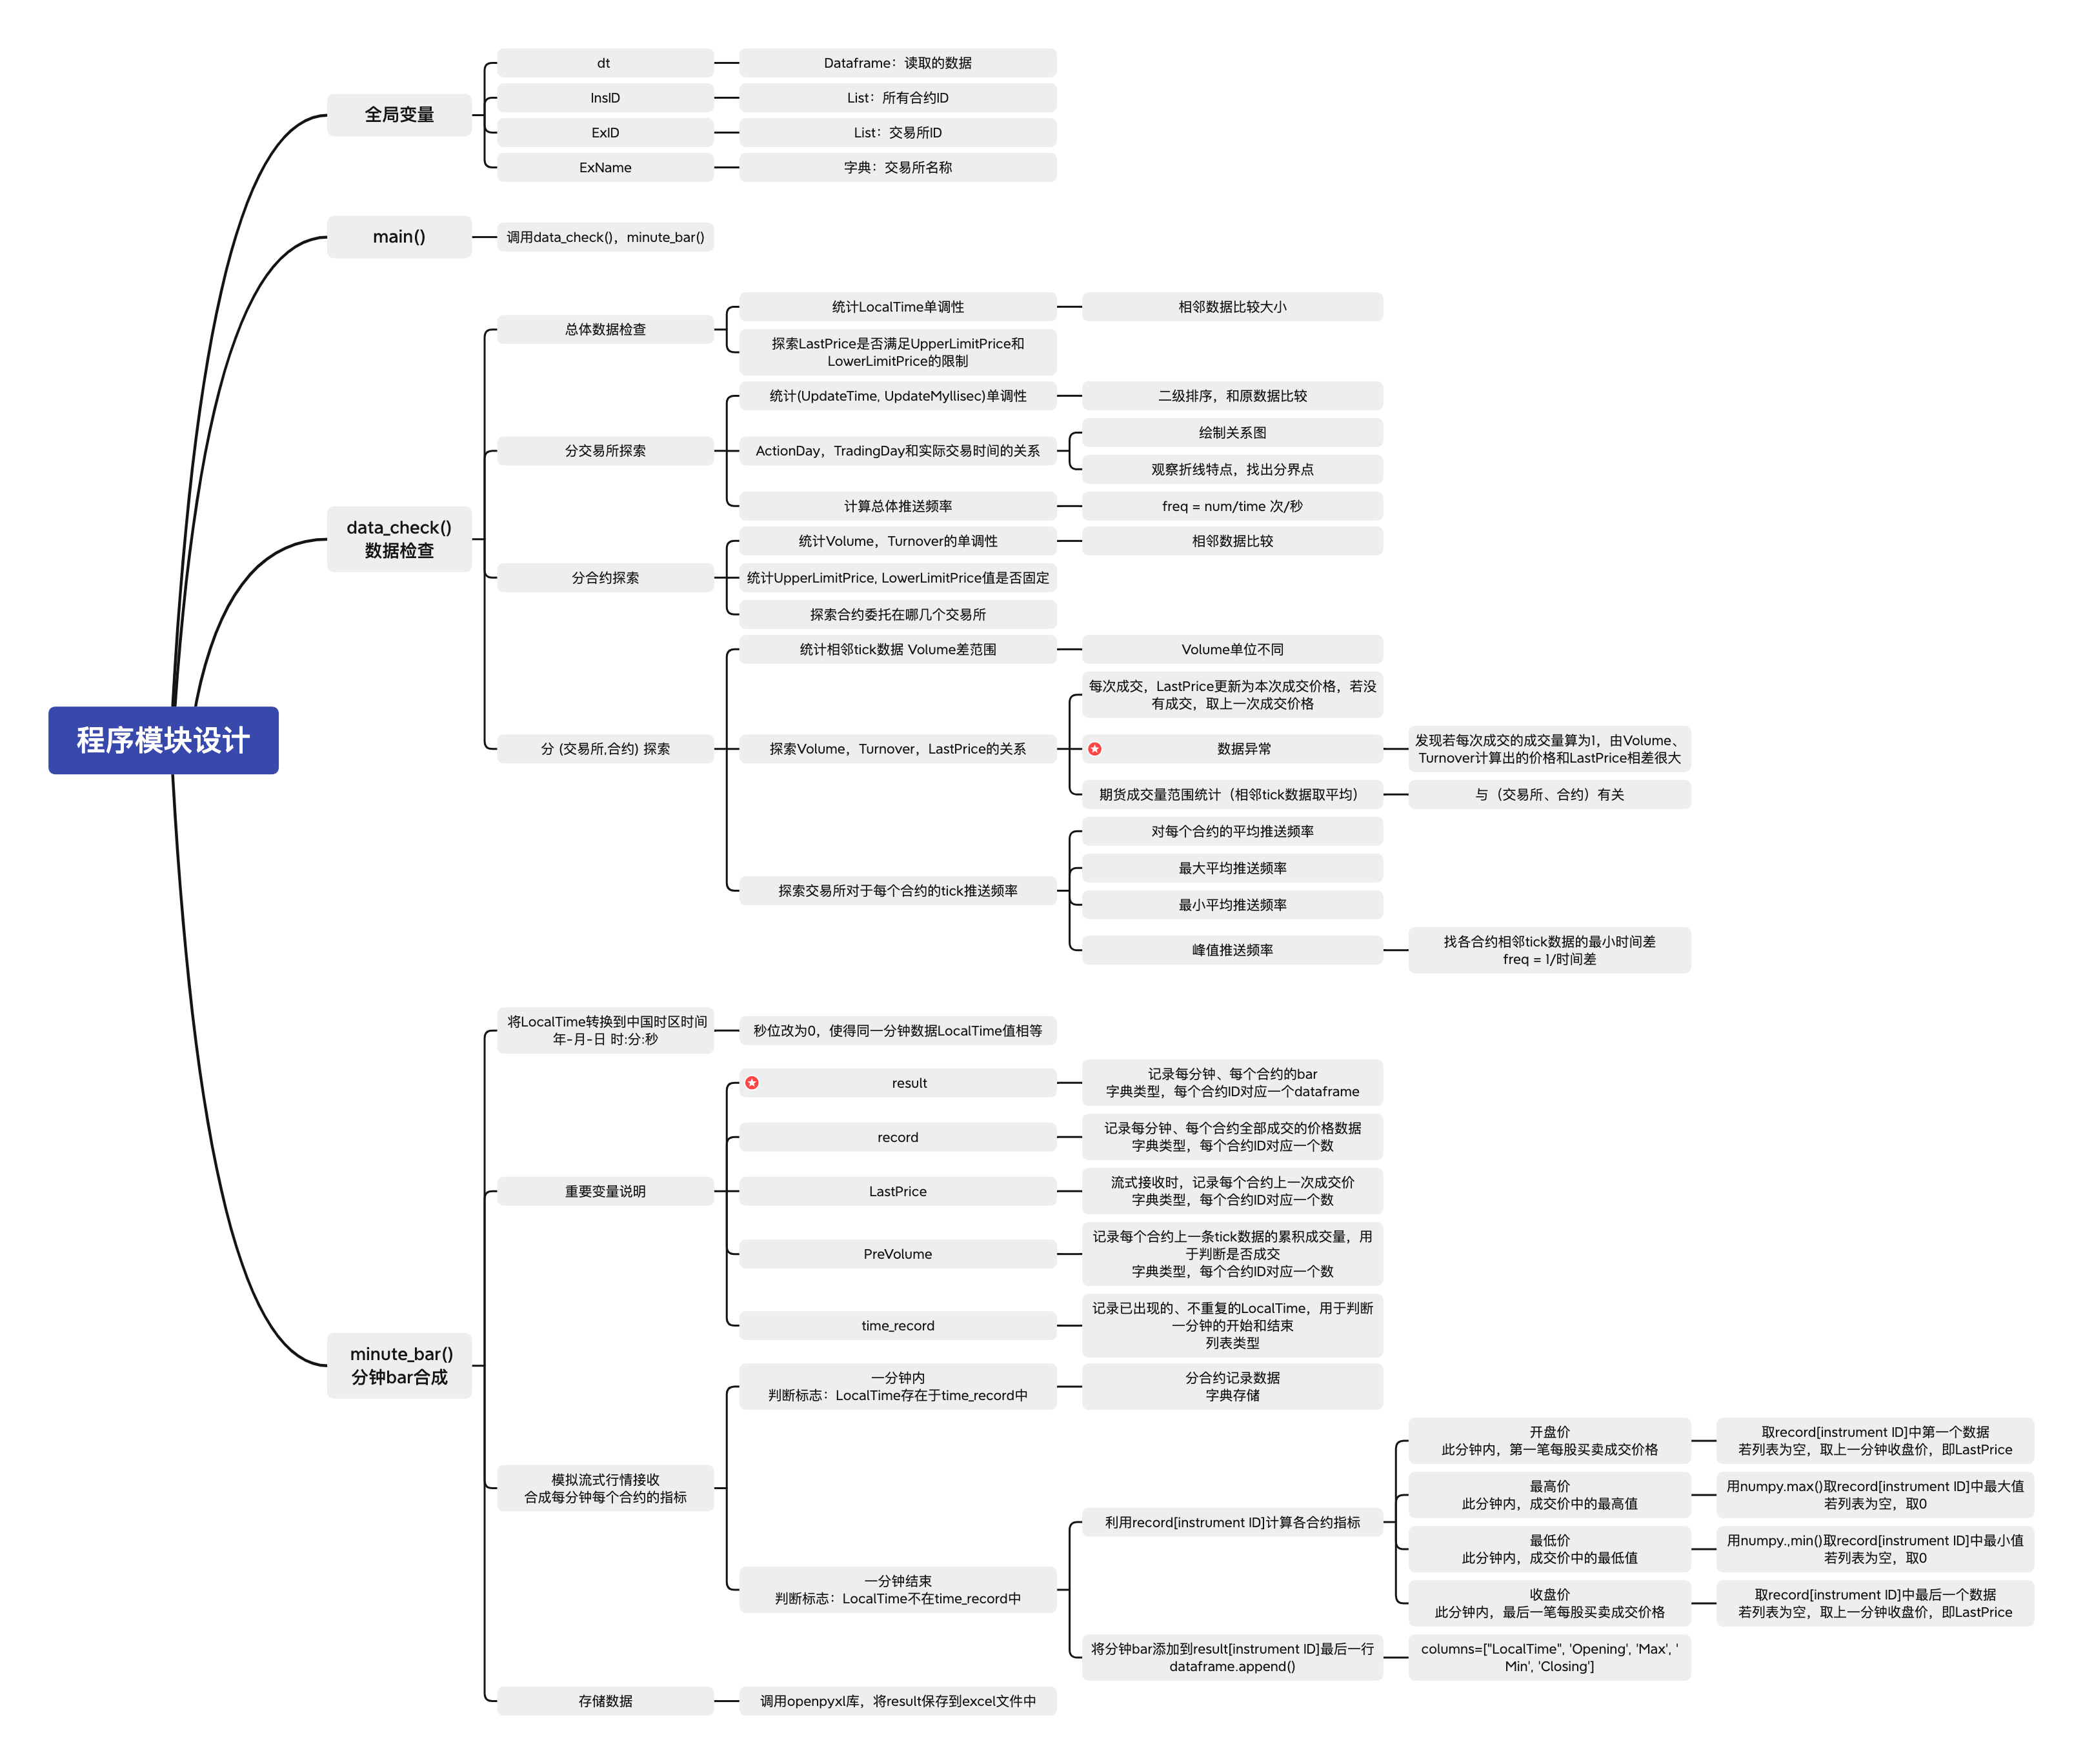 程序模块设计
全局变量
dt
Dataframe：读取的数据
InsID
List：所有合约ID
ExID
List：交易所ID
ExName
字典：交易所名称
main()
调用data_check()，minute_bar()
data_check()
数据检查
总体数据检查
统计LocalTime单调性
相邻数据比较大小
探索LastPrice是否满足UpperLimitPrice和
LowerLimitPrice的限制
分交易所探索
统计(UpdateTime, UpdateMyllisec)单调性
二级排序，和原数据比较
ActionDay，TradingDay和实际交易时间的关系
绘制关系图
观察折线特点，找出分界点
计算总体推送频率
freq = num/time 次/秒
分合约探索
统计Volume，Turnover的单调性
相邻数据比较
统计UpperLimitPrice, LowerLimitPrice值是否固定
探索合约委托在哪几个交易所
分 (交易所,合约) 探索
统计相邻tick数据 Volume差范围
Volume单位不同
探索Volume，Turnover，LastPrice的关系
每次成交，LastPrice更新为本次成交价格，若没
有成交，取上一次成交价格
数据异常
发现若每次成交的成交量算为1，由Volume、
Turnover计算出的价格和LastPrice相差很大
期货成交量范围统计（相邻tick数据取平均）
与（交易所、合约）有关
探索交易所对于每个合约的tick推送频率
对每个合约的平均推送频率
最大平均推送频率
最小平均推送频率
峰值推送频率
找各合约相邻tick数据的最小时间差
freq = 1/时间差
minute_bar()
分钟bar合成
将LocalTime转换到中国时区时间
年-月-日 时:分:秒
秒位改为0，使得同一分钟数据LocalTime值相等
重要变量说明
result
记录每分钟、每个合约的bar
字典类型，每个合约ID对应一个dataframe
record
记录每分钟、每个合约全部成交的价格数据
字典类型，每个合约ID对应一个数
LastPrice
流式接收时，记录每个合约上一次成交价
字典类型，每个合约ID对应一个数
PreVolume
记录每个合约上一条tick数据的累积成交量，用
于判断是否成交
字典类型，每个合约ID对应一个数
time_record
记录已出现的、不重复的LocalTime，用于判断
一分钟的开始和结束
列表类型
模拟流式行情接收
合成每分钟每个合约的指标
一分钟内
判断标志：LocalTime存在于time_record中
分合约记录数据
字典存储
一分钟结束
判断标志：LocalTime不在time_record中
利用record[instrument ID]计算各合约指标
开盘价
此分钟内，第一笔每股买卖成交价格
取record[instrument ID]中第一个数据
若列表为空，取上一分钟收盘价，即LastPrice
最高价
此分钟内，成交价中的最高值
用numpy.max()取record[instrument ID]中最大值
若列表为空，取0
最低价
此分钟内，成交价中的最低值
用numpy.,min()取record[instrument ID]中最小值
若列表为空，取0
收盘价
此分钟内，最后一笔每股买卖成交价格
取record[instrument ID]中最后一个数据
若列表为空，取上一分钟收盘价，即LastPrice
将分钟bar添加到result[instrument ID]最后一行
dataframe.append()
columns=["LocalTime", 'Opening', 'Max', '
Min', 'Closing']
存储数据
调用openpyxl库，将result保存到excel文件中